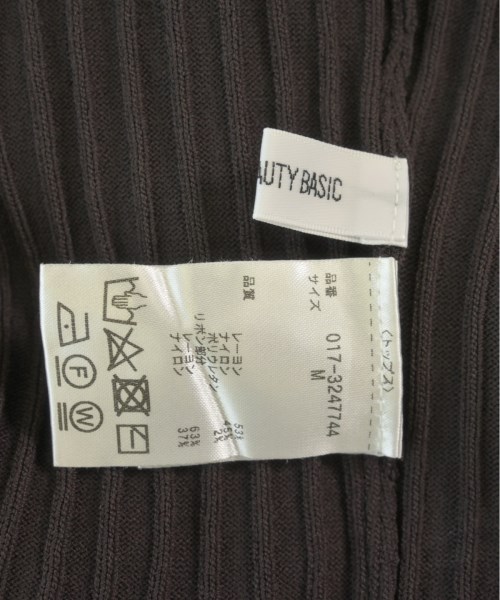 AUTY BASIC
〈トップス〉
品番 017-3247744
サイズ M
品質
レーヨン 53%
ナイロン 45%
ポリウレタン 2%
リボン部分
レーヨン 63%
ナイロン 37%
F
W